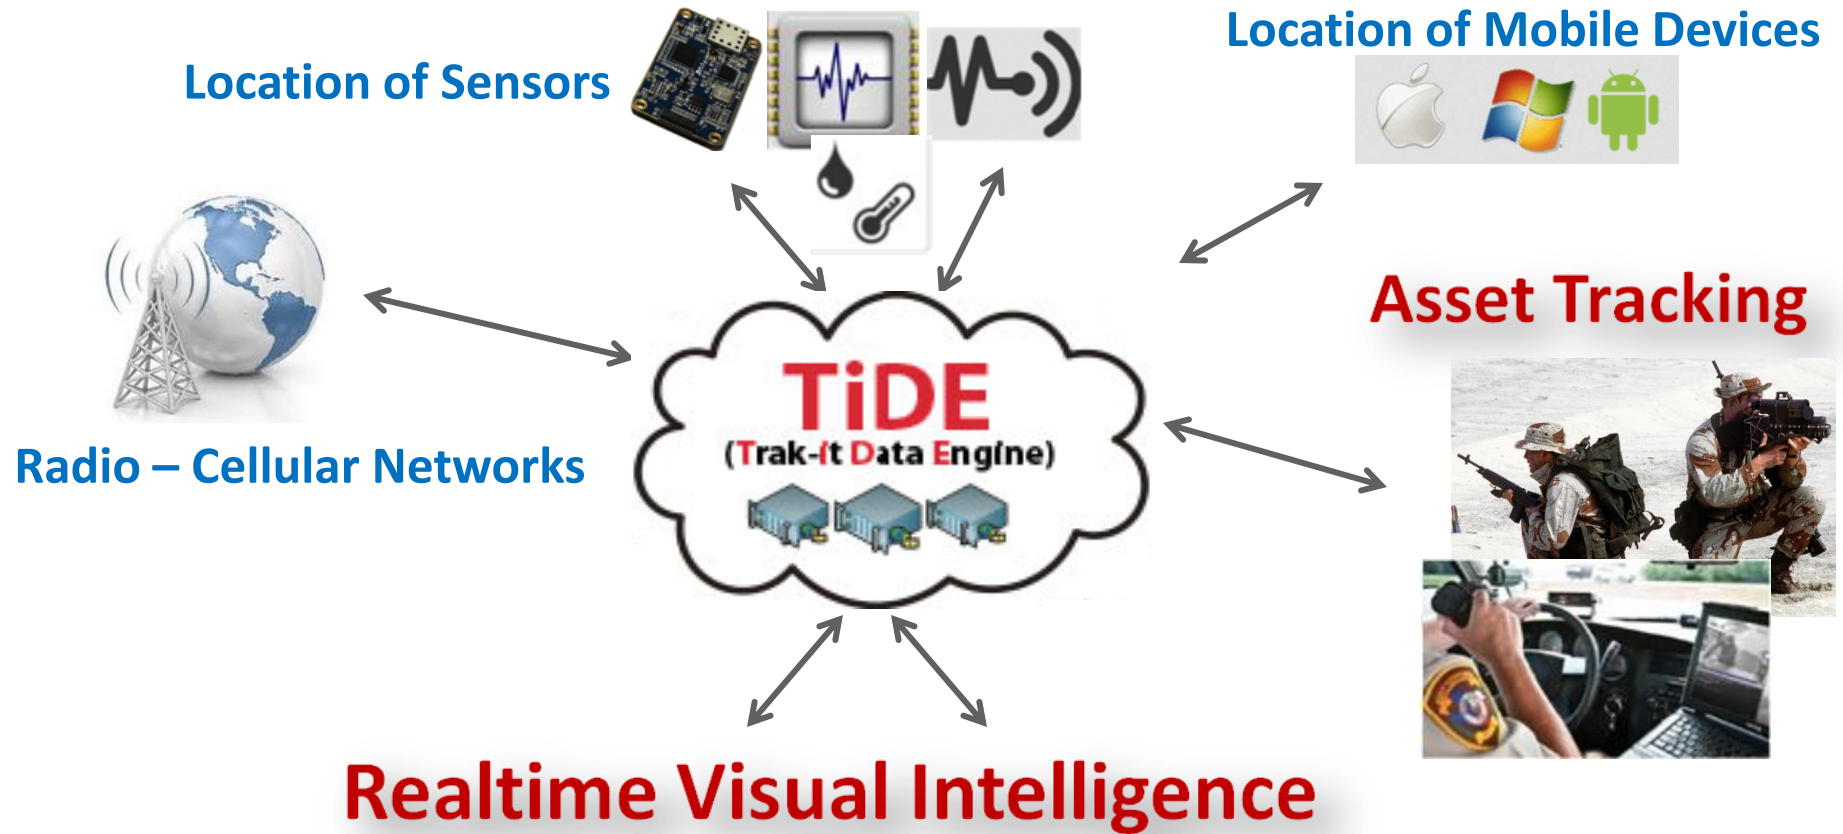 Location of Mobile Devices
Location of Sensors
Asset Tracking
TiDE
(Trak-it Data Engine)
Radio – Cellular Networks
Realtime Visual Intelligence